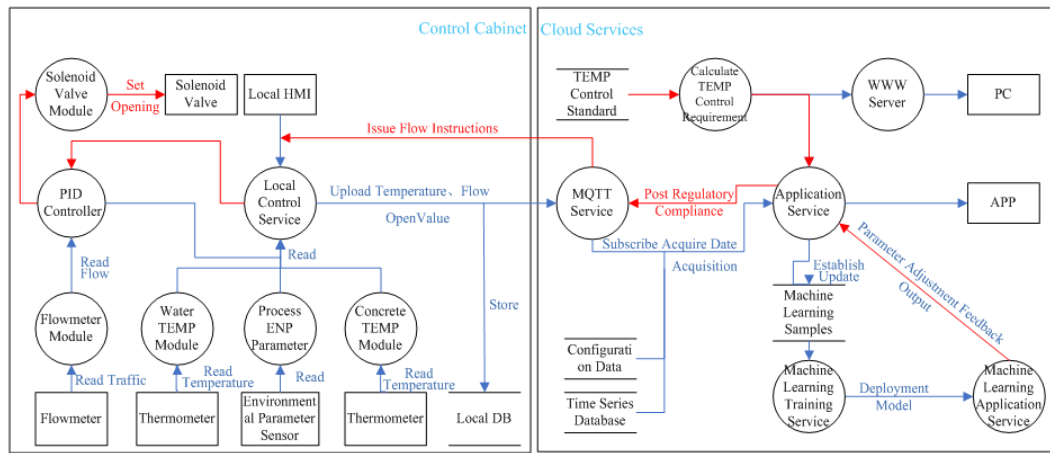 Control Cabinet
Cloud Services
Solenoid
Valve
Module
Set
Opening
Solenoid
Valve
Local HMI
TEMP
Control
Standard
Calculate
TEMP
Control
Requirement
WWW
Server
PC
Issue Flow Instructions
PID
Controller
Local
Control
Service
Upload Temperature、Flow
OpenValue
MQTT
Service
Post Regulatory
Compliance
Application
Service
APP
Read
Flow
Read
Subscribe Acquire Date
Acquisition
Establish
Update
Parameter Adjustment Feedback
Output
Store
Flowmeter
Module
Water
TEMP
Module
Process
ENP
Parameter
Concrete
TEMP
Module
Machine
Learning
Samples
Configurati
on Data
Read Traffic
Read
Temperature
Read
Read
Temperature
Flowmeter
Thermometer
Environment
al Parameter
Sensor
Thermometer
Local DB
Time Series
Database
Machine
Learning
Training
Service
Deployment
Model
Machine
Learning
Application
Service